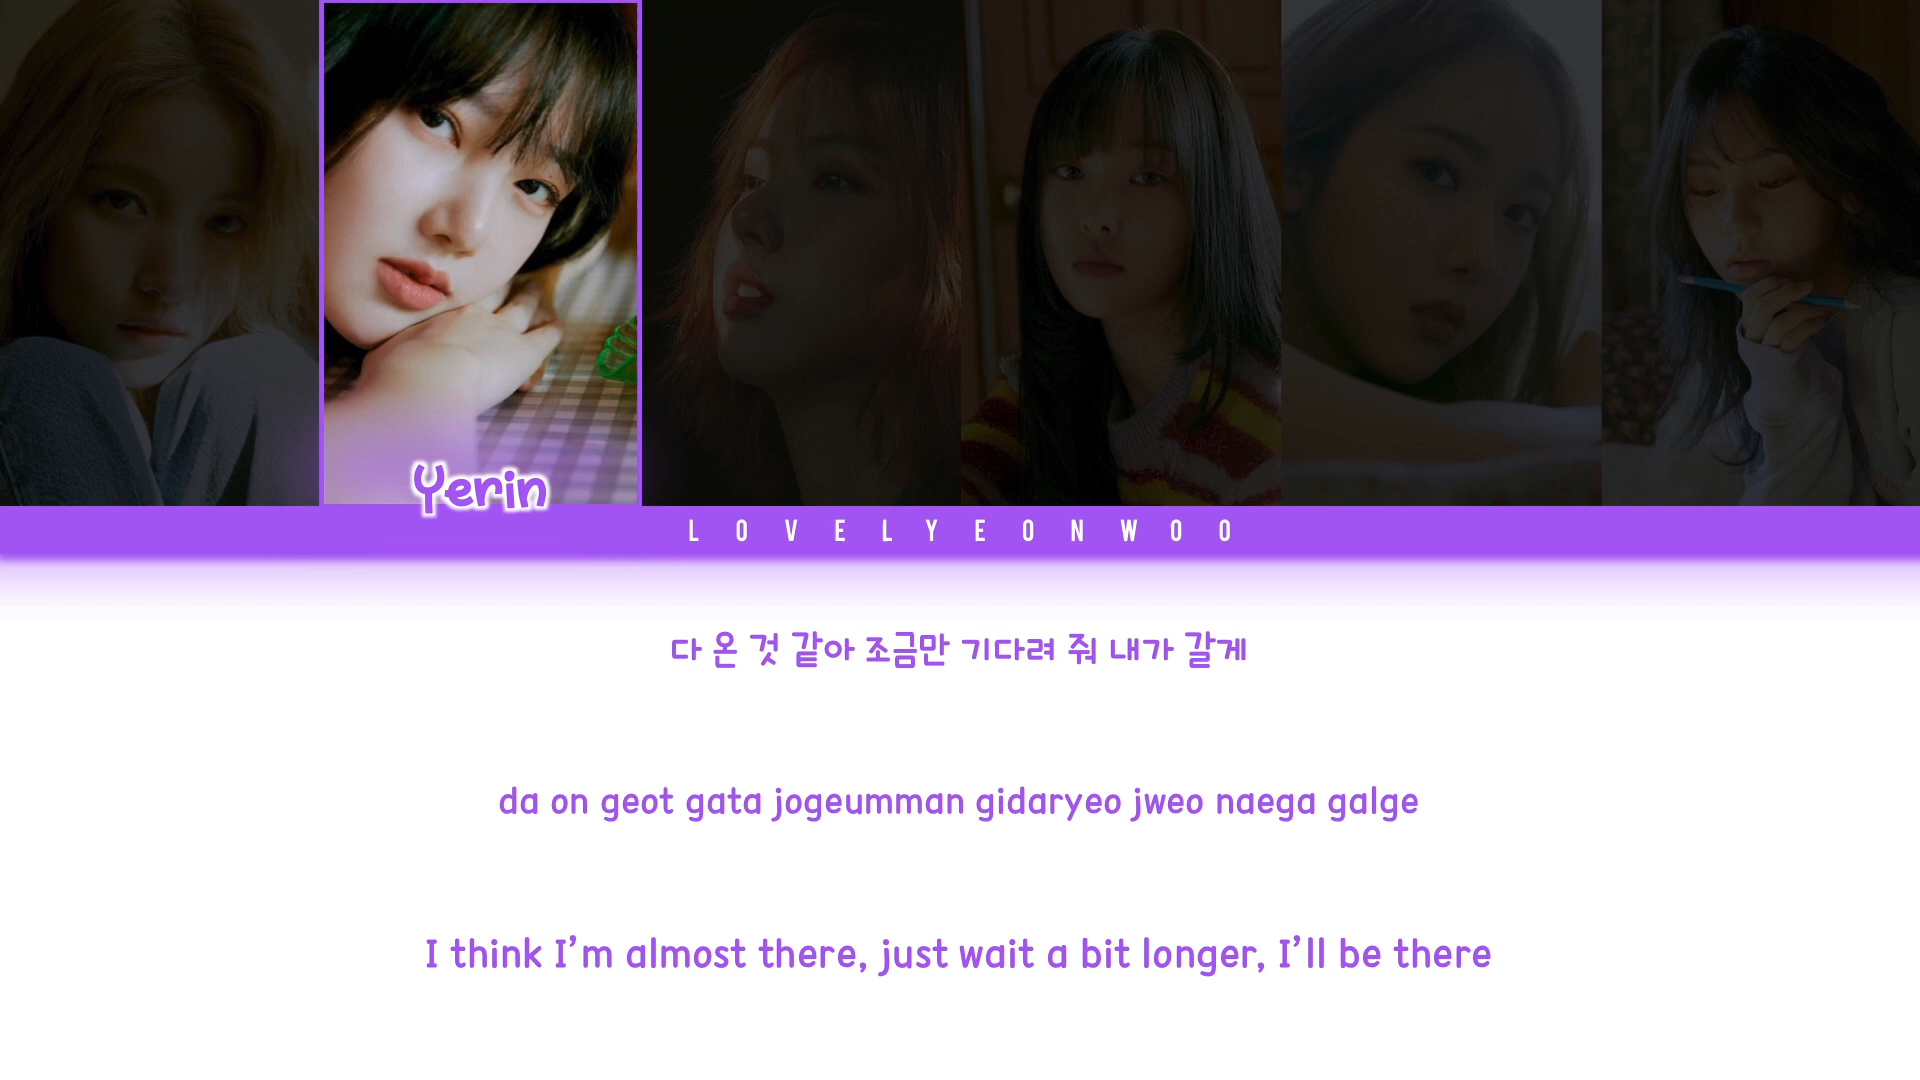 Yerin
LOVELYEONWOO
다 온 것 같아 조금만 기다려 줘 내가 갈게
da on geot gata jogeumman gidaryeo jweo naega galge
I think I’m almost there, just wait a bit longer, I’ll be there